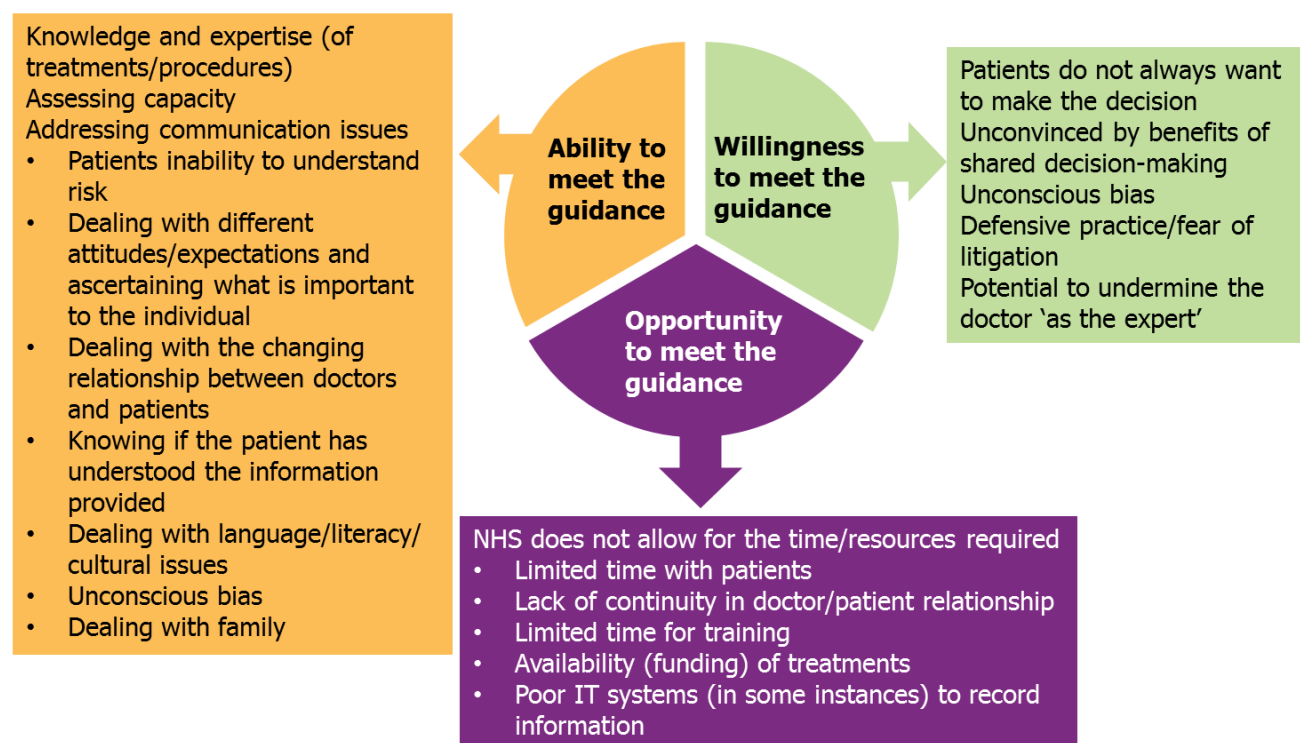 Knowledge and expertise (of
treatments/procedures)
Assessing capacity
Addressing communication issues
• Patients inability to understand
risk
• Dealing with different
attitudes/expectations and
ascertaining what is important
to the individual
• Dealing with the changing
relationship between doctors
and patients
• Knowing if the patient has
understood the information
provided
• Dealing with language/literacy/
cultural issues
• Unconscious bias
• Dealing with family
Ability to
meet the
guidance
Willingness
to meet the
guidance
Opportunity
to meet the
guidance
Patients do not always want
to make the decision
Unconvinced by benefits of
shared decision-making
Unconscious bias
Defensive practice/fear of
litigation
Potential to undermine the
doctor ‘as the expert’
NHS does not allow for the time/resources required
• Limited time with patients
• Lack of continuity in doctor/patient relationship
• Limited time for training
• Availability (funding) of treatments
• Poor IT systems (in some instances) to record
information